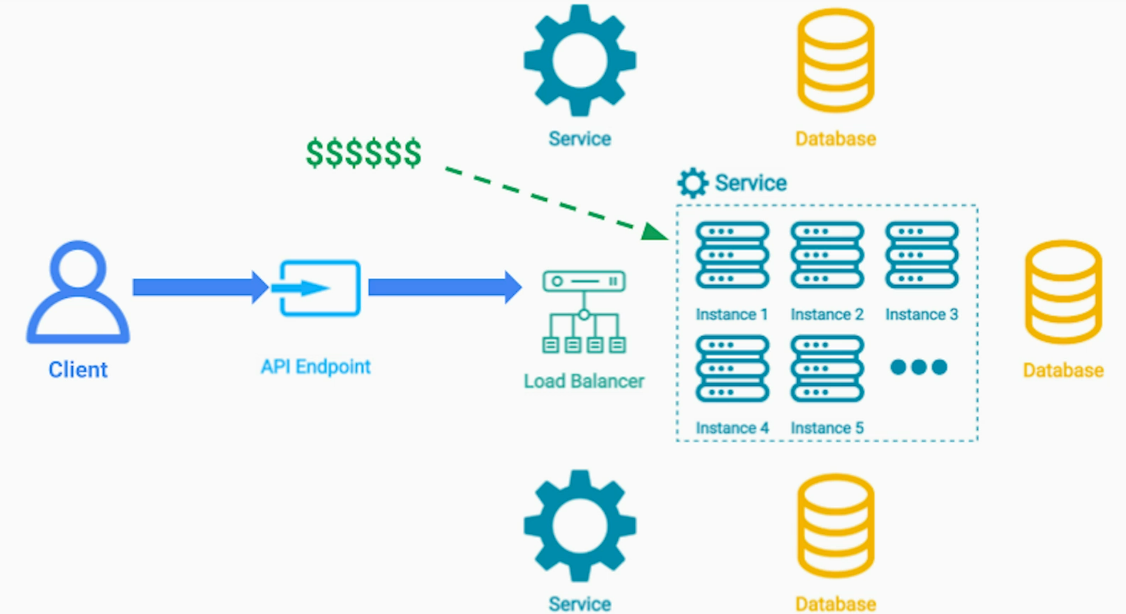 Service
Database
$$$$$$
Service
Instance 1
Instance 2
Instance 3
Client
API Endpoint
Load Balancer
Database
Instance 4
Instance 5
Service
Database